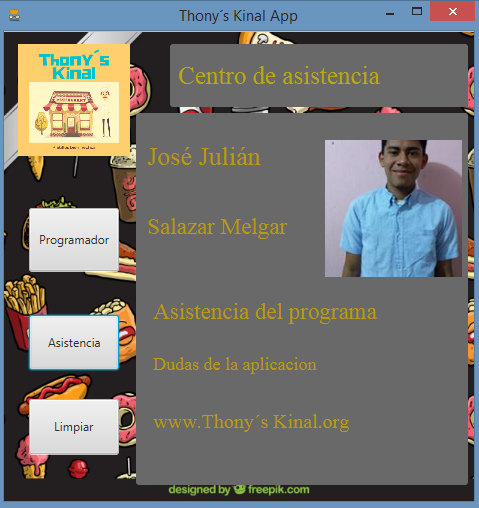 Thony´s Kinal App
Thony´s
Kinal
RESTAURANT
Centro de asistencia
José Julián
Salazar Melgar
Programador
Asistencia del programa
Asistencia
Dudas de la aplicacion
www.Thony´s Kinal.org
Limpiar
designed by freepik.com